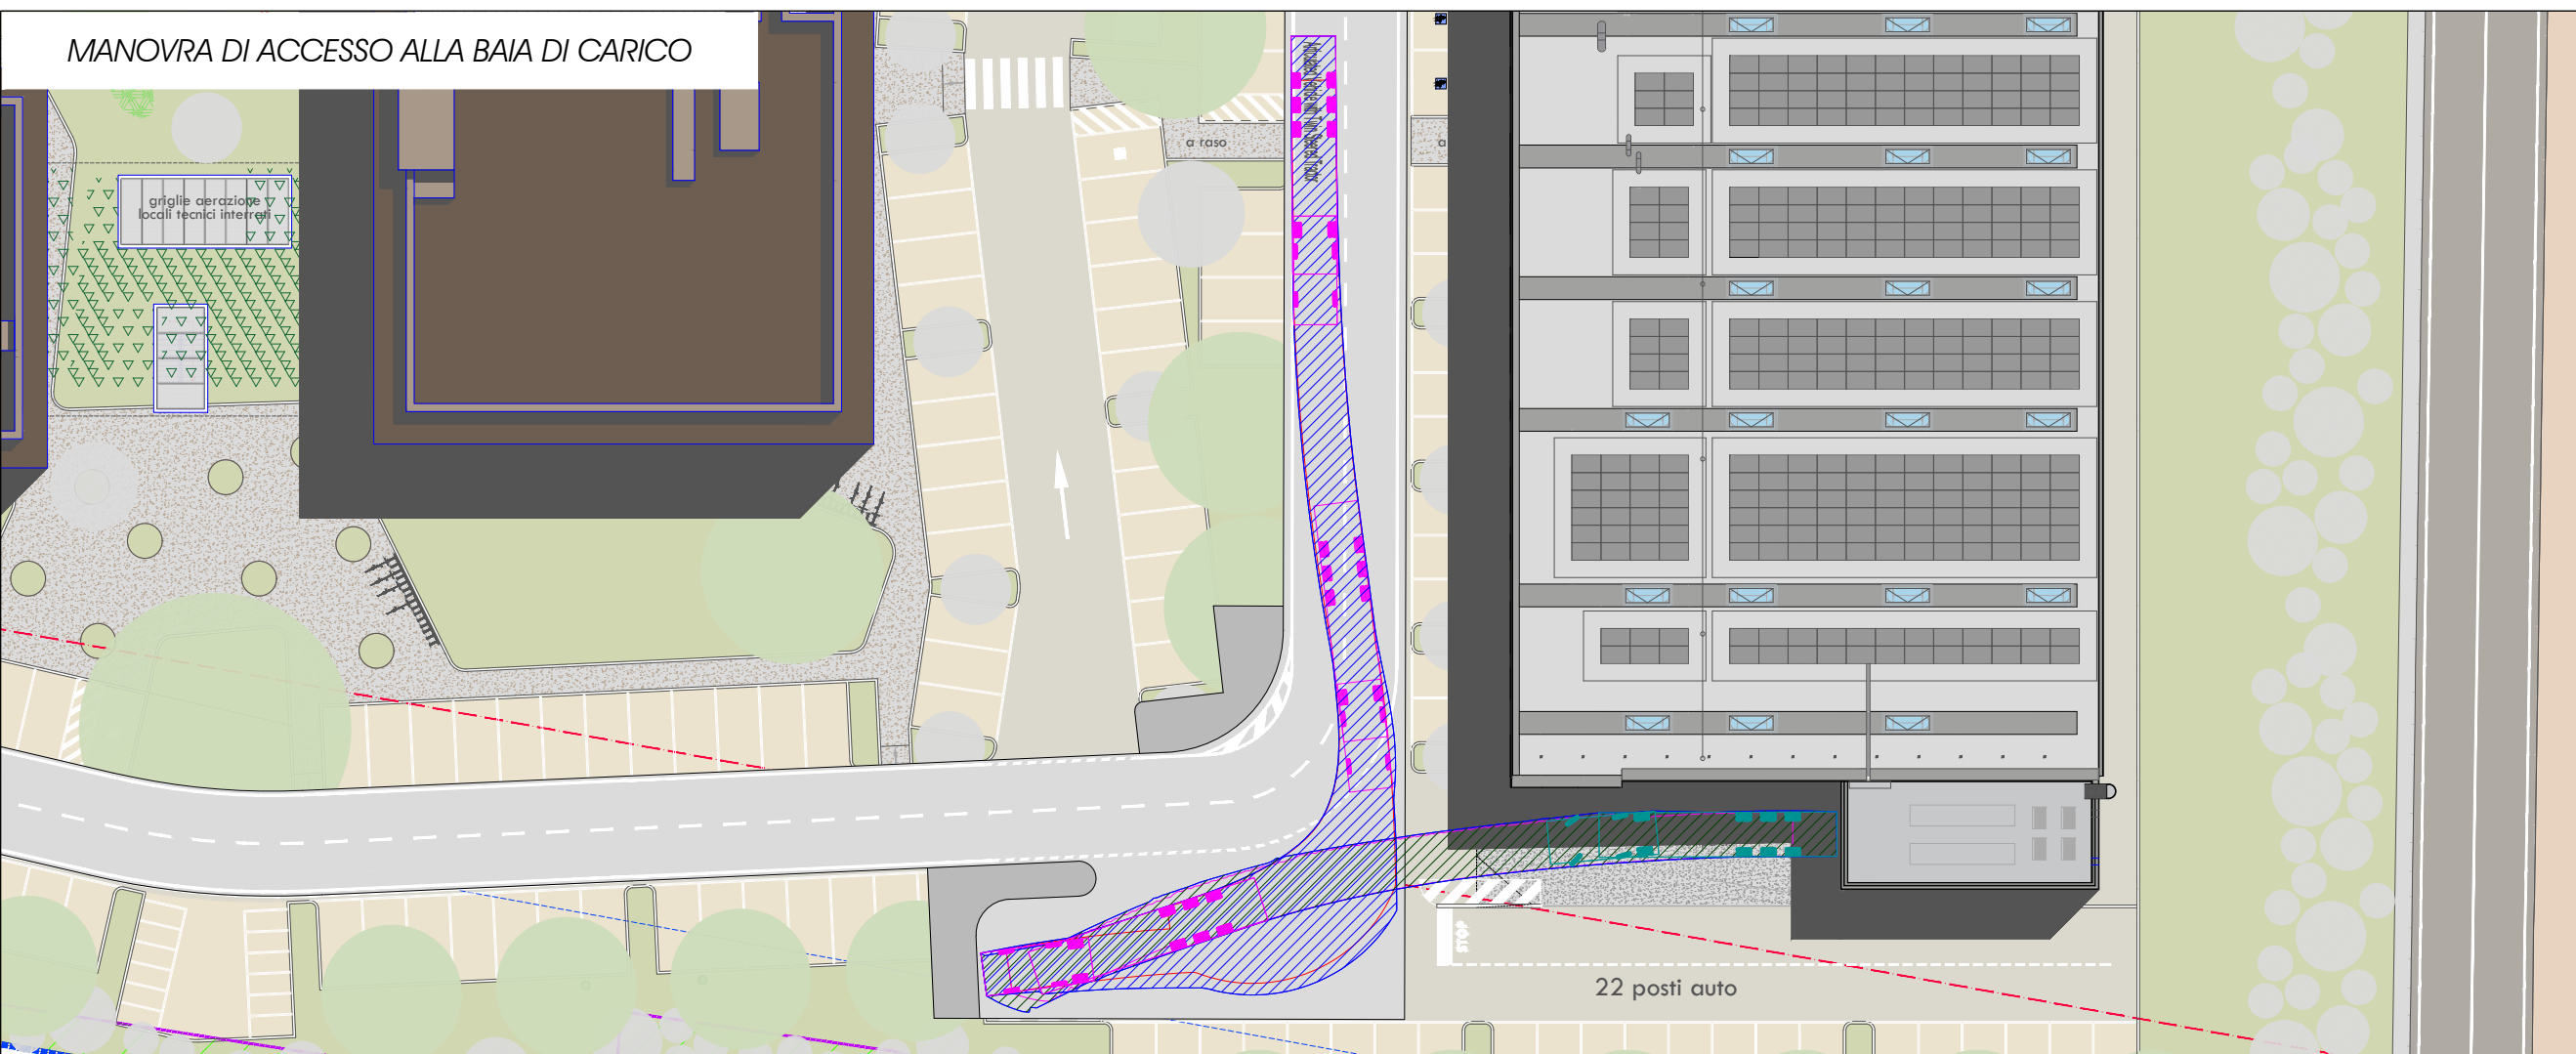 MANOVRA DI ACCESSO ALLA BAIA DI CARICO
a raso
a
griglie aerazione
locali tecnici interrati
STOP
22 posti auto